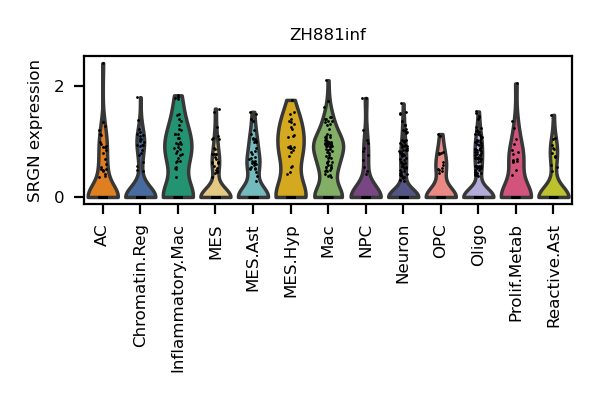 ZH881inf
SRGN expression
2
0
AC
Chromatin.Reg
Inflammatory.Mac
MES
MES.Ast
MES.Hyp
Mac
NPC
Neuron
OPC
Oligo
Prolif.Metab
Reactive.Ast